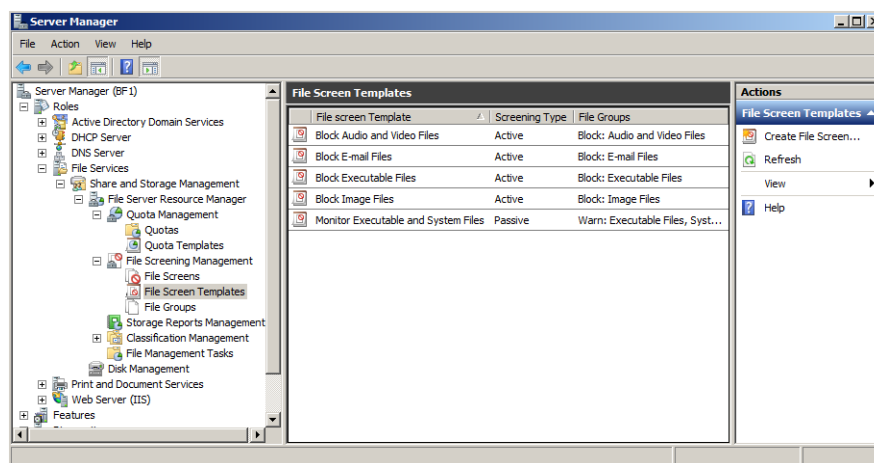 Server Manager
File Action View Help
Server Manager (BF1)
Roles
Active Directory Domain Services
DHCP Server
DNS Server
File Services
Share and Storage Management
File Server Resource Manager
Quota Management
Quotas
Quota Templates
File Screening Management
File Screens
File Screen Templates
File Groups
Storage Reports Management
Classification Management
File Management Tasks
Disk Management
Print and Document Services
Web Server (IIS)
Features
File Screen Templates
File screen Template Screening Type File Groups
Block Audio and Video Files Active Block: Audio and Video Files
Block E-mail Files Active Block: E-mail Files
Block Executable Files Active Block: Executable Files
Block Image Files Active Block: Image Files
Monitor Executable and System Files Passive Warn: Executable Files, Syst...
Actions
File Screen Templates
Create File Screen...
Refresh
View
Help